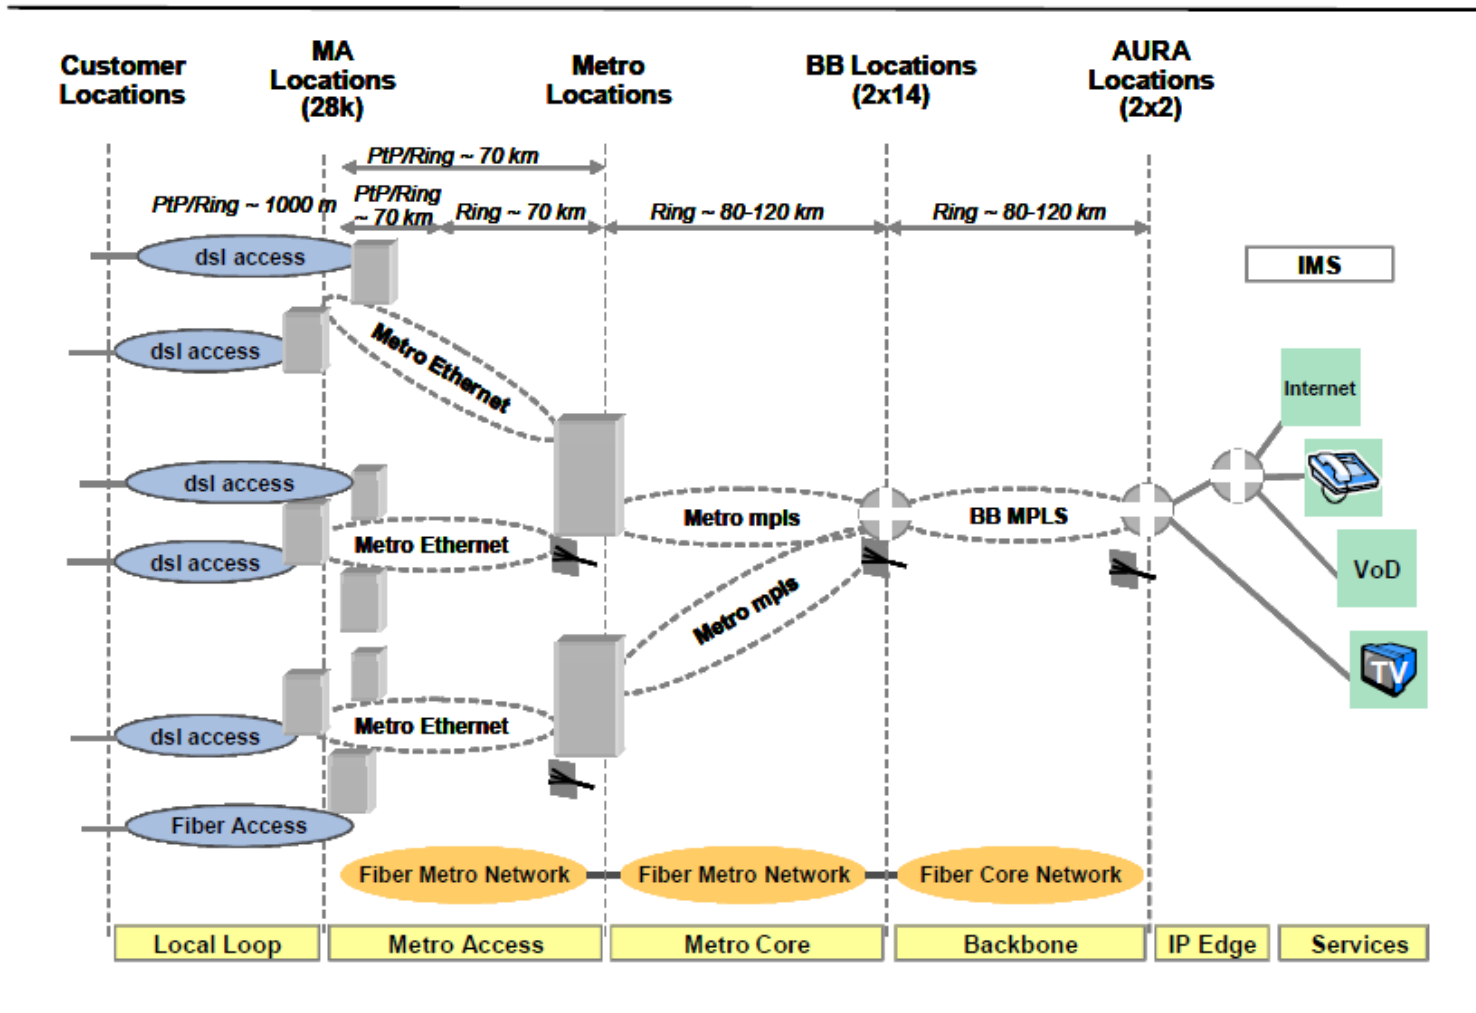 Customer
Locations
MA
Locations
(28k)
Metro
Locations
BB Locations
(2x14)
AURA
Locations
(2x2)
PtP/Ring ~ 70 km
PtP/Ring ~ 1000 m
PtP/Ring
~ 70 km
Ring ~ 70 km
Ring ~ 80-120 km
Ring ~ 80-120 km
dsl access
IMS
dsl access
Metro Ethernet
Internet
dsl access
Metro mpls
BB MPLS
dsl access
Metro Ethernet
VoD
Metro mpls
TV
dsl access
Metro Ethernet
Fiber Access
Fiber Metro Network
Fiber Metro Network
Fiber Core Network
Local Loop
Metro Access
Metro Core
Backbone
IP Edge
Services